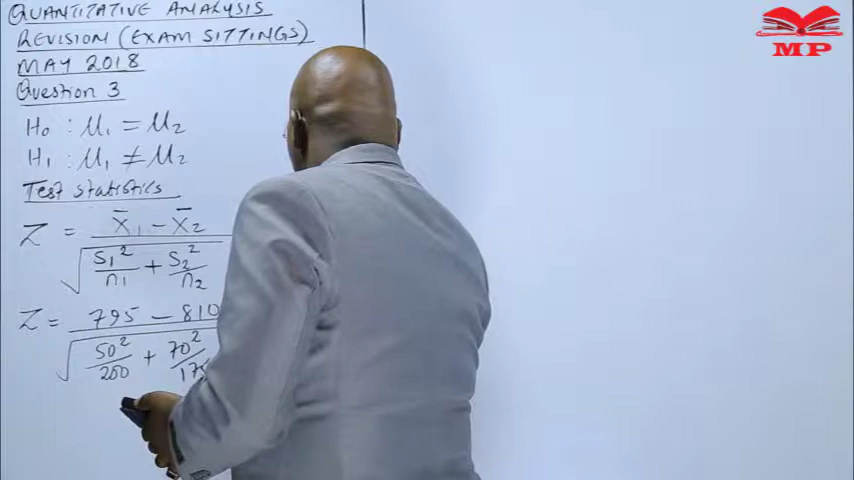 QUANTITATIVE ANALYSIS
REVISION (EXAM SITTINGS)
MAY 2018
Question 3
H₀ : μ₁ = μ₂
H₁ : μ₁ ≠ μ₂
Test statistics
Z = (X̄₁ − X̄₂) / √(S₁²/n₁ + S₂²/n₂)
Z = (795 − 810) / √(50²/200 + 70²/175)
MP